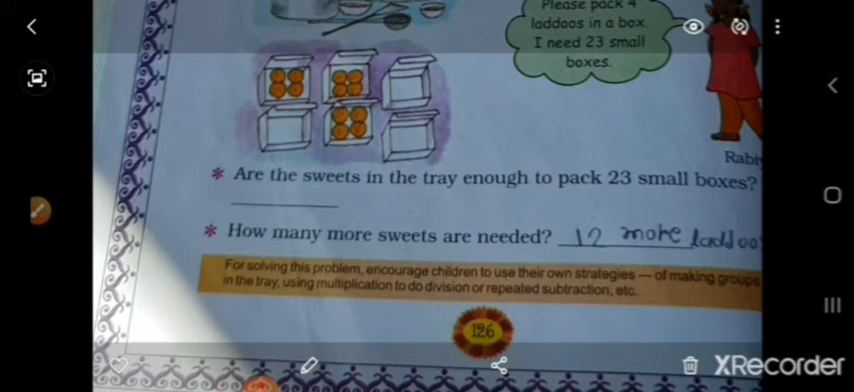 Please pack 4
laddoos in a box.
I need 23 small
boxes.
* Are the sweets in the tray enough to pack 23 small boxes?
* How many more sweets are needed? 12 more laddoo
For solving this problem, encourage children to use their own strategies — of making groups
in the tray, using multiplication to do division or repeated subtraction, etc.
126
XRecorder